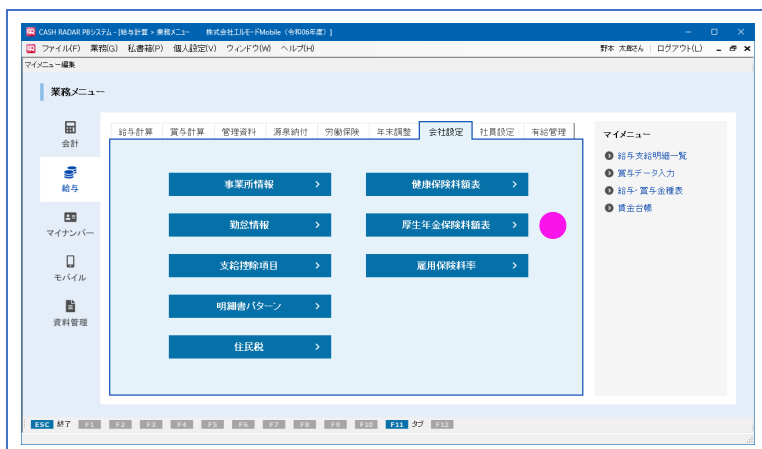 CASH RADAR PBシステム - [給与計算 > 業務メニュー 株式会社エルモードMobile（令和06年度）]
ファイル(F) 業務(G) 私書箱(P) 個人設定(V) ウィンドウ(W) ヘルプ(H) 野本 太郎さん ログアウト(L)
マイメニュー編集
業務メニュー
会計
給与
マイナンバー
モバイル
資料管理
給与計算 賞与計算 管理資料 源泉納付 労働保険 年末調整 会社設定 社員設定 有給管理
事業所情報
勤怠情報
支給控除項目
明細書パターン
住民税
健康保険料額表
厚生年金保険料額表
雇用保険料率
マイメニュー
給与支給明細一覧
賞与データ入力
給与・賞与金種表
賃金台帳
ESC 終了 F1 F2 F3 F4 F5 F6 F7 F8 F9 F10 F11 タブ F12